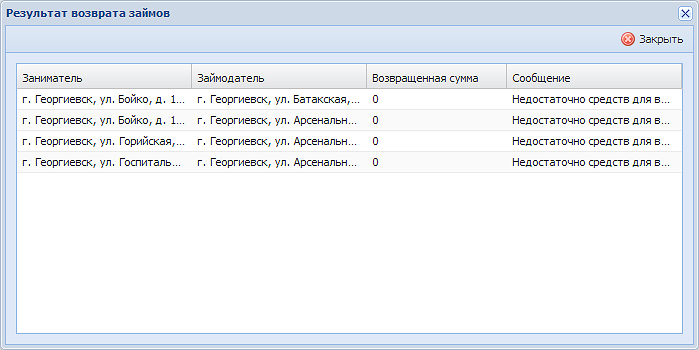 Результат возврата займов
Закрыть
Заниматель Займодатель Возвращенная сумма Сообщение
г. Георгиевск, ул. Бойко, д. 1... г. Георгиевск, ул. Батакская,... 0 Недостаточно средств для в...
г. Георгиевск, ул. Бойко, д. 1... г. Георгиевск, ул. Арсенальн... 0 Недостаточно средств для в...
г. Георгиевск, ул. Горийская,... г. Георгиевск, ул. Арсенальн... 0 Недостаточно средств для в...
г. Георгиевск, ул. Госпиталь... г. Георгиевск, ул. Арсенальн... 0 Недостаточно средств для в...